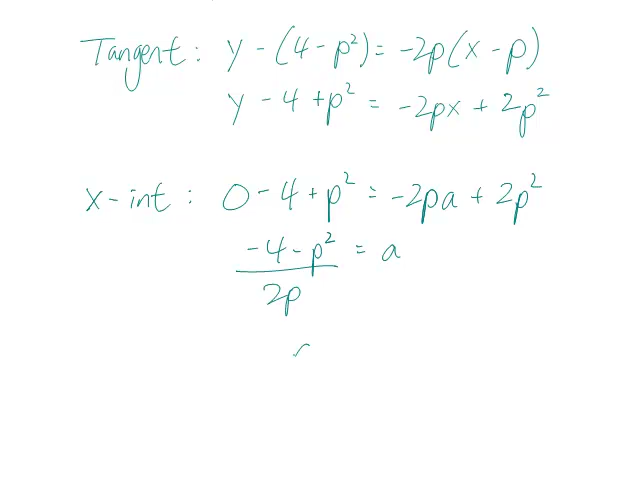 Tangent: y - (4 - p²) = -2p(x - p)
y - 4 + p² = -2px + 2p²
x-int: 0 - 4 + p² = -2pa + 2p²
-4 - p² = a
2p